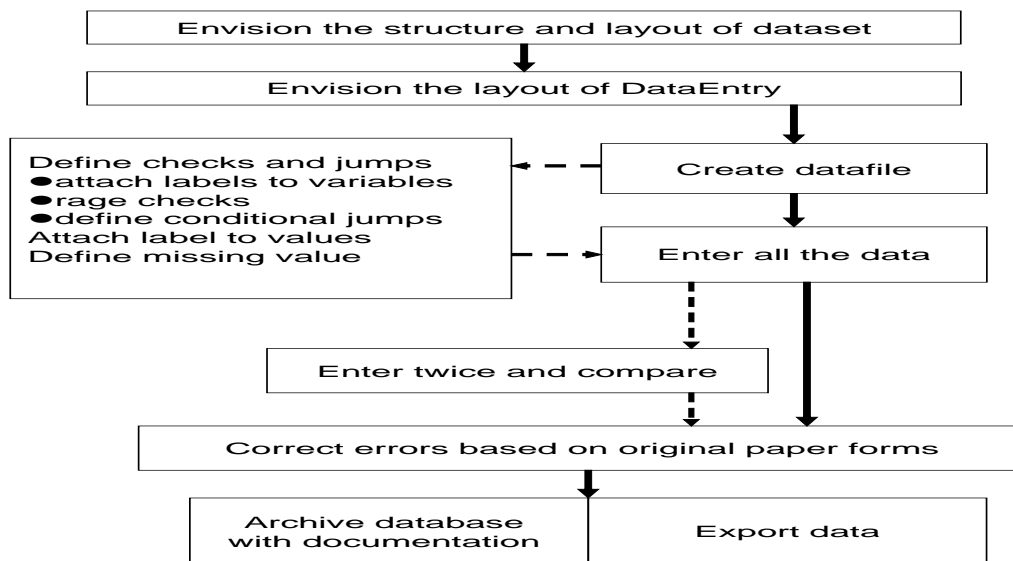 Envision the structure and layout of dataset
Envision the layout of DataEntry
Define checks and jumps
●attach labels to variables
●rage checks
●define conditional jumps
Attach label to values
Define missing value
Create datafile
Enter all the data
Enter twice and compare
Correct errors based on original paper forms
Archive database
with documentation
Export data